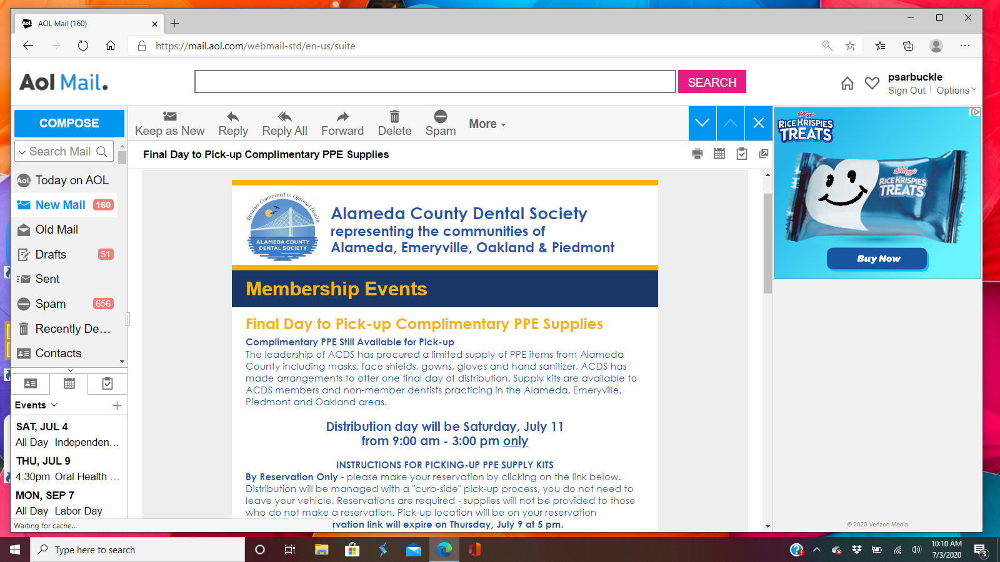 Aol.
AOL Mail (160)
https://mail.aol.com/webmail-std/en-us/suite
Aol Mail.
SEARCH
psarbuckle
Sign Out
Options
COMPOSE
Keep as New
Reply
Reply All
Forward
Delete
Spam
More
Search Mail
Final Day to Pick-up Complimentary PPE Supplies
Aol.
Today on AOL
New Mail
160
Old Mail
Drafts
51
Sent
Spam
656
Recently De...
Contacts
Events
SAT, JUL 4
All Day Independen...
THU, JUL 9
4:30pm Oral Health ...
MON, SEP 7
All Day Labor Day
Waiting for cache...
Dentists Committed to Optimal Health
ALAMEDA COUNTY
DENTAL SOCIETY
Alameda County Dental Society
representing the communities of
Alameda, Emeryville, Oakland & Piedmont
Membership Events
Final Day to Pick-up Complimentary PPE Supplies
Complimentary PPE Still Available for Pick-up
The leadership of ACDS has procured a limited supply of PPE items from Alameda
County including masks, face shields, gowns, gloves and hand sanitizer. ACDS has
made arrangements to offer one final day of distribution. Supply kits are available to
ACDS members and non-member dentists practicing in the Alameda, Emeryville,
Piedmont and Oakland areas.
Distribution day will be Saturday, July 11
from 9:00 am - 3:00 pm only
INSTRUCTIONS FOR PICKING-UP PPE SUPPLY KITS
By Reservation Only - please make your reservation by clicking on the link below.
Distribution will be managed with a "curb-side" pick-up process, you do not need to
leave your vehicle. Reservations are required - supplies will not be provided to those
who do not make a reservation. Pick-up location will be on your reservation
rvation link will expire on Thursday, July 9 at 5 pm.
Kellogg's
RICE KRISPIES
TREATS
Kellogg's
RICE KRISPIES
TREATS
Buy Now
© 2020 Verizon Media
Type here to search
10:10 AM
7/3/2020
3